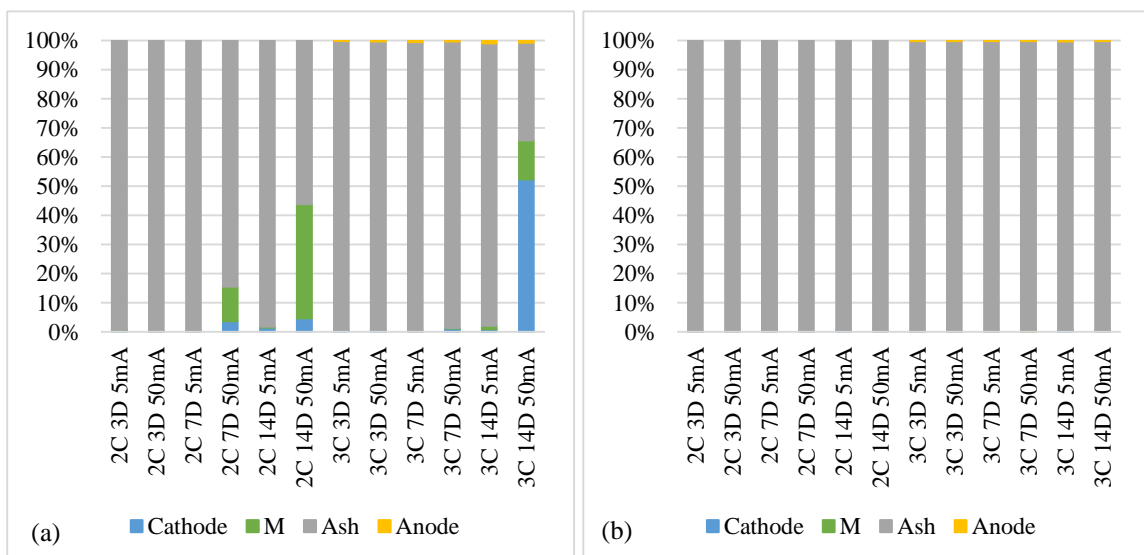 100%
90%
80%
70%
60%
50%
40%
30%
20%
10%
0%
2C 3D 5mA
2C 3D 50mA
2C 7D 5mA
2C 7D 50mA
2C 14D 5mA
2C 14D 50mA
3C 3D 5mA
3C 3D 50mA
3C 7D 5mA
3C 7D 50mA
3C 14D 5mA
3C 14D 50mA
(a)
Cathode M Ash Anode
100%
90%
80%
70%
60%
50%
40%
30%
20%
10%
0%
2C 3D 5mA
2C 3D 50mA
2C 7D 5mA
2C 7D 50mA
2C 14D 5mA
2C 14D 50mA
3C 3D 5mA
3C 3D 50mA
3C 7D 5mA
3C 7D 50mA
3C 14D 5mA
3C 14D 50mA
(b)
Cathode M Ash Anode